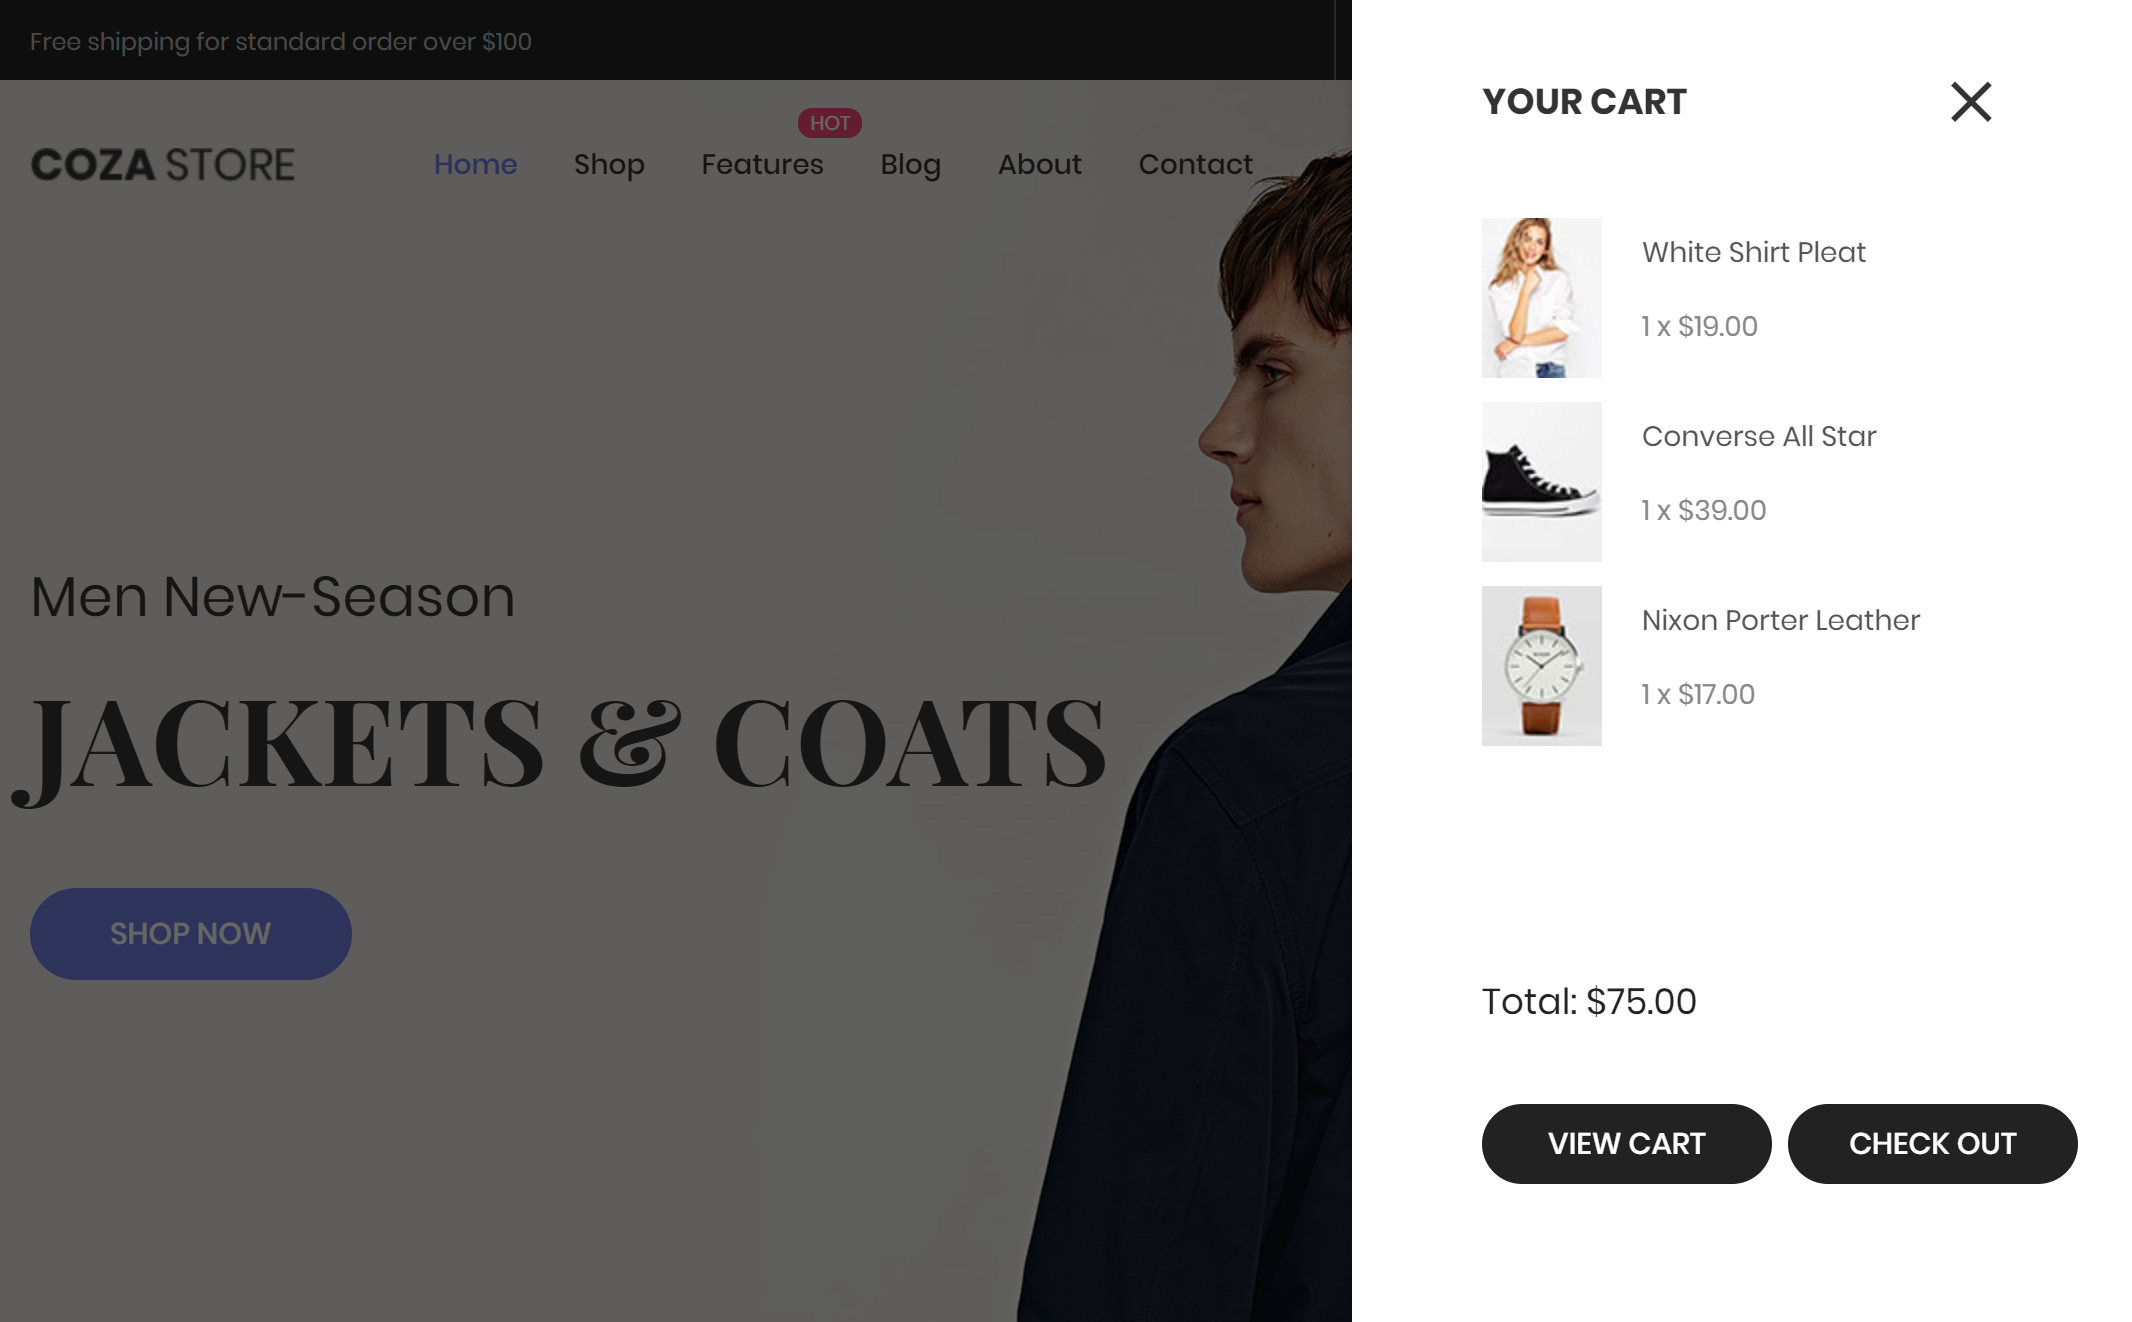 Free shipping for standard order over $100
COZA STORE
Home Shop Features Blog About Contact
HOT
Men New-Season
JACKETS & COATS
SHOP NOW
YOUR CART
White Shirt Pleat
1 x $19.00
Converse All Star
1 x $39.00
Nixon Porter Leather
1 x $17.00
Total: $75.00
VIEW CART
CHECK OUT